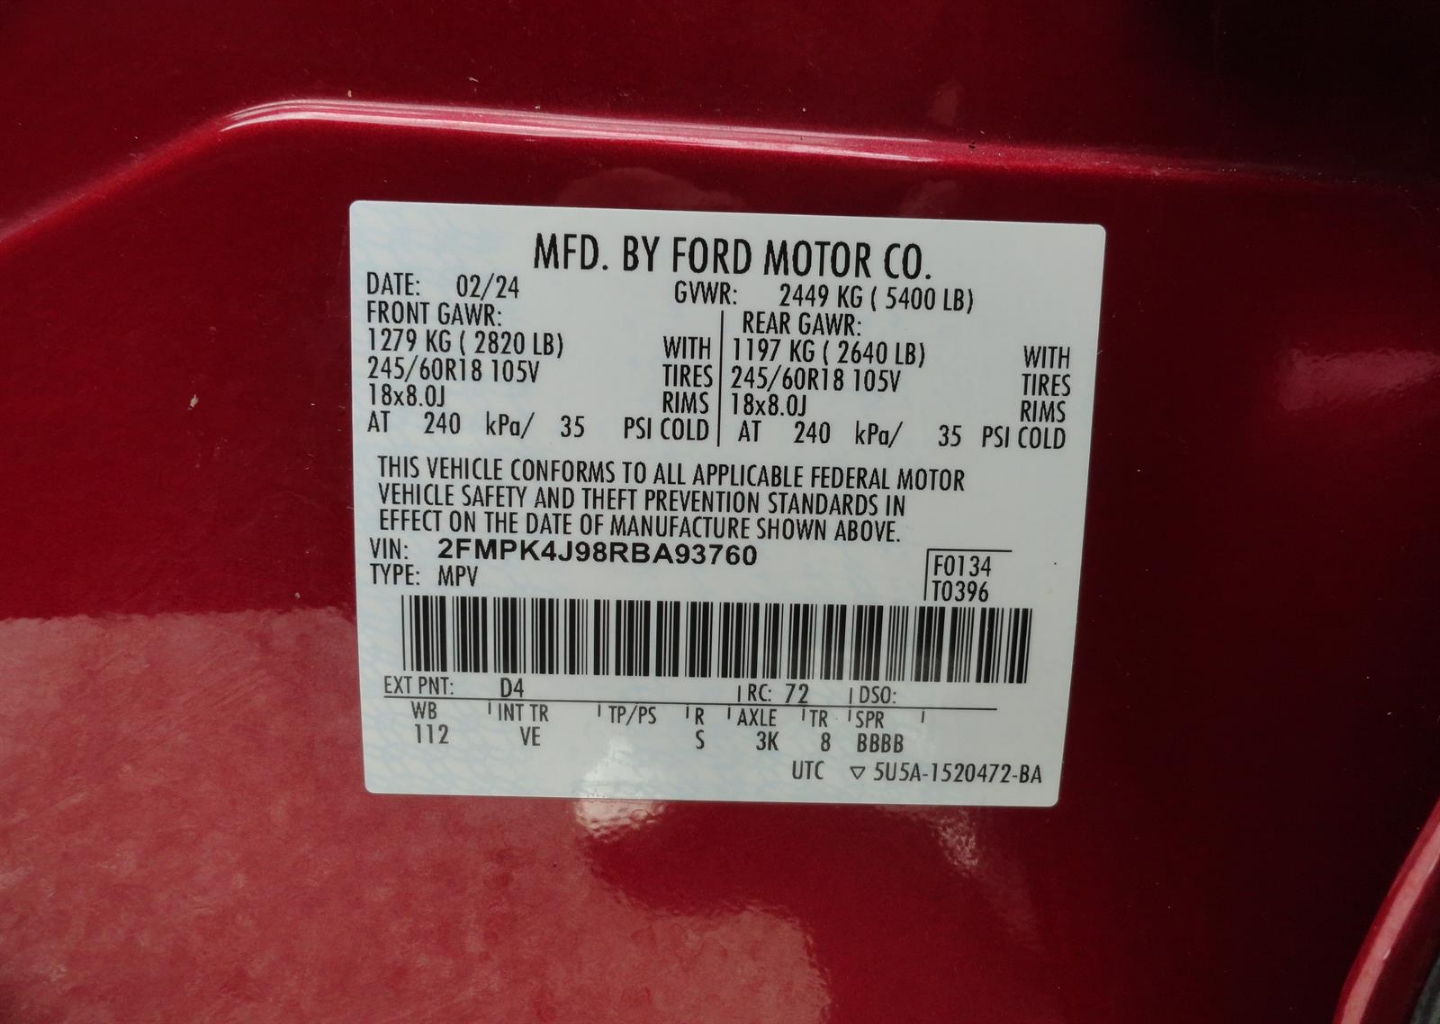 MFD. BY FORD MOTOR CO.
DATE: 02/24 GVWR: 2449 KG ( 5400 LB)
FRONT GAWR: REAR GAWR:
1279 KG ( 2820 LB) WITH 1197 KG ( 2640 LB) WITH
245/60R18 105V TIRES 245/60R18 105V TIRES
18x8.0J RIMS 18x8.0J RIMS
AT 240 kPa/ 35 PSI COLD AT 240 kPa/ 35 PSI COLD
THIS VEHICLE CONFORMS TO ALL APPLICABLE FEDERAL MOTOR
VEHICLE SAFETY AND THEFT PREVENTION STANDARDS IN
EFFECT ON THE DATE OF MANUFACTURE SHOWN ABOVE.
VIN: 2FMPK4J98RBA93760
F0134
TYPE: MPV
T0396
EXT PNT: D4 RC: 72 DSO:
WB INT TR TP/PS R AXLE TR SPR
112 VE S 3K 8 BBBB
UTC ▽ 5U5A-1520472-BA